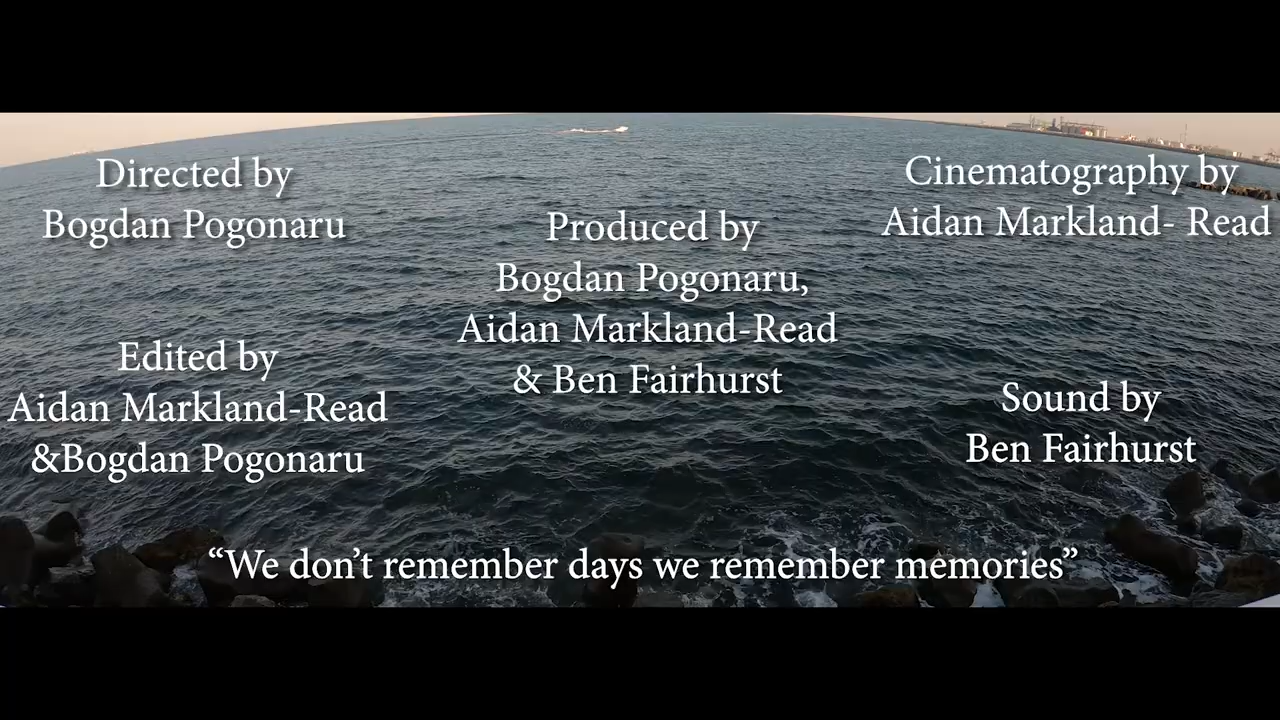 Directed by
Bogdan Pogonaru
Produced by
Bogdan Pogonaru,
Aidan Markland-Read
& Ben Fairhurst
Cinematography by
Aidan Markland- Read
Edited by
Aidan Markland-Read
&Bogdan Pogonaru
Sound by
Ben Fairhurst
“We don’t remember days we remember memories”